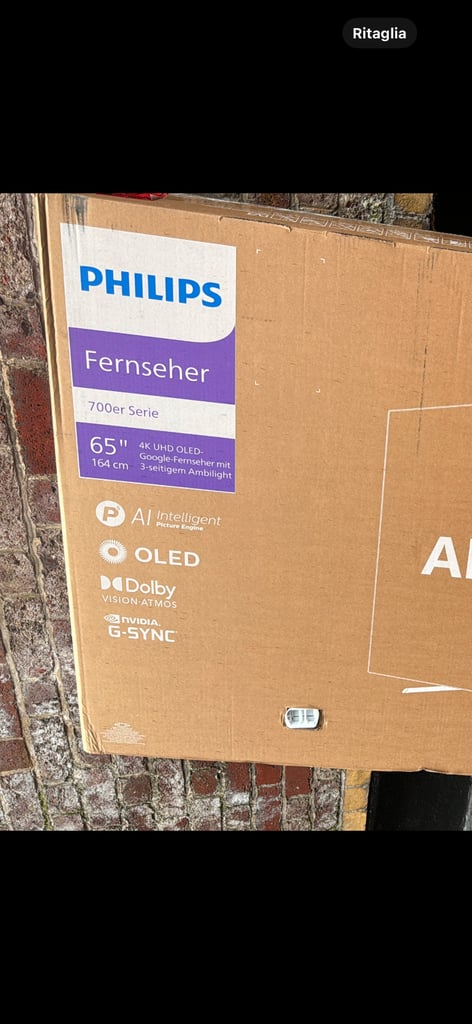 Ritaglia
PHILIPS
Fernseher
700er Serie
65"
164 cm
4K UHD OLED-
Google-Fernseher mit
3-seitigem Ambilight
P AI Intelligent
Picture Engine
OLED
Dolby
VISION·ATMOS
NVIDIA.
G-SYNC